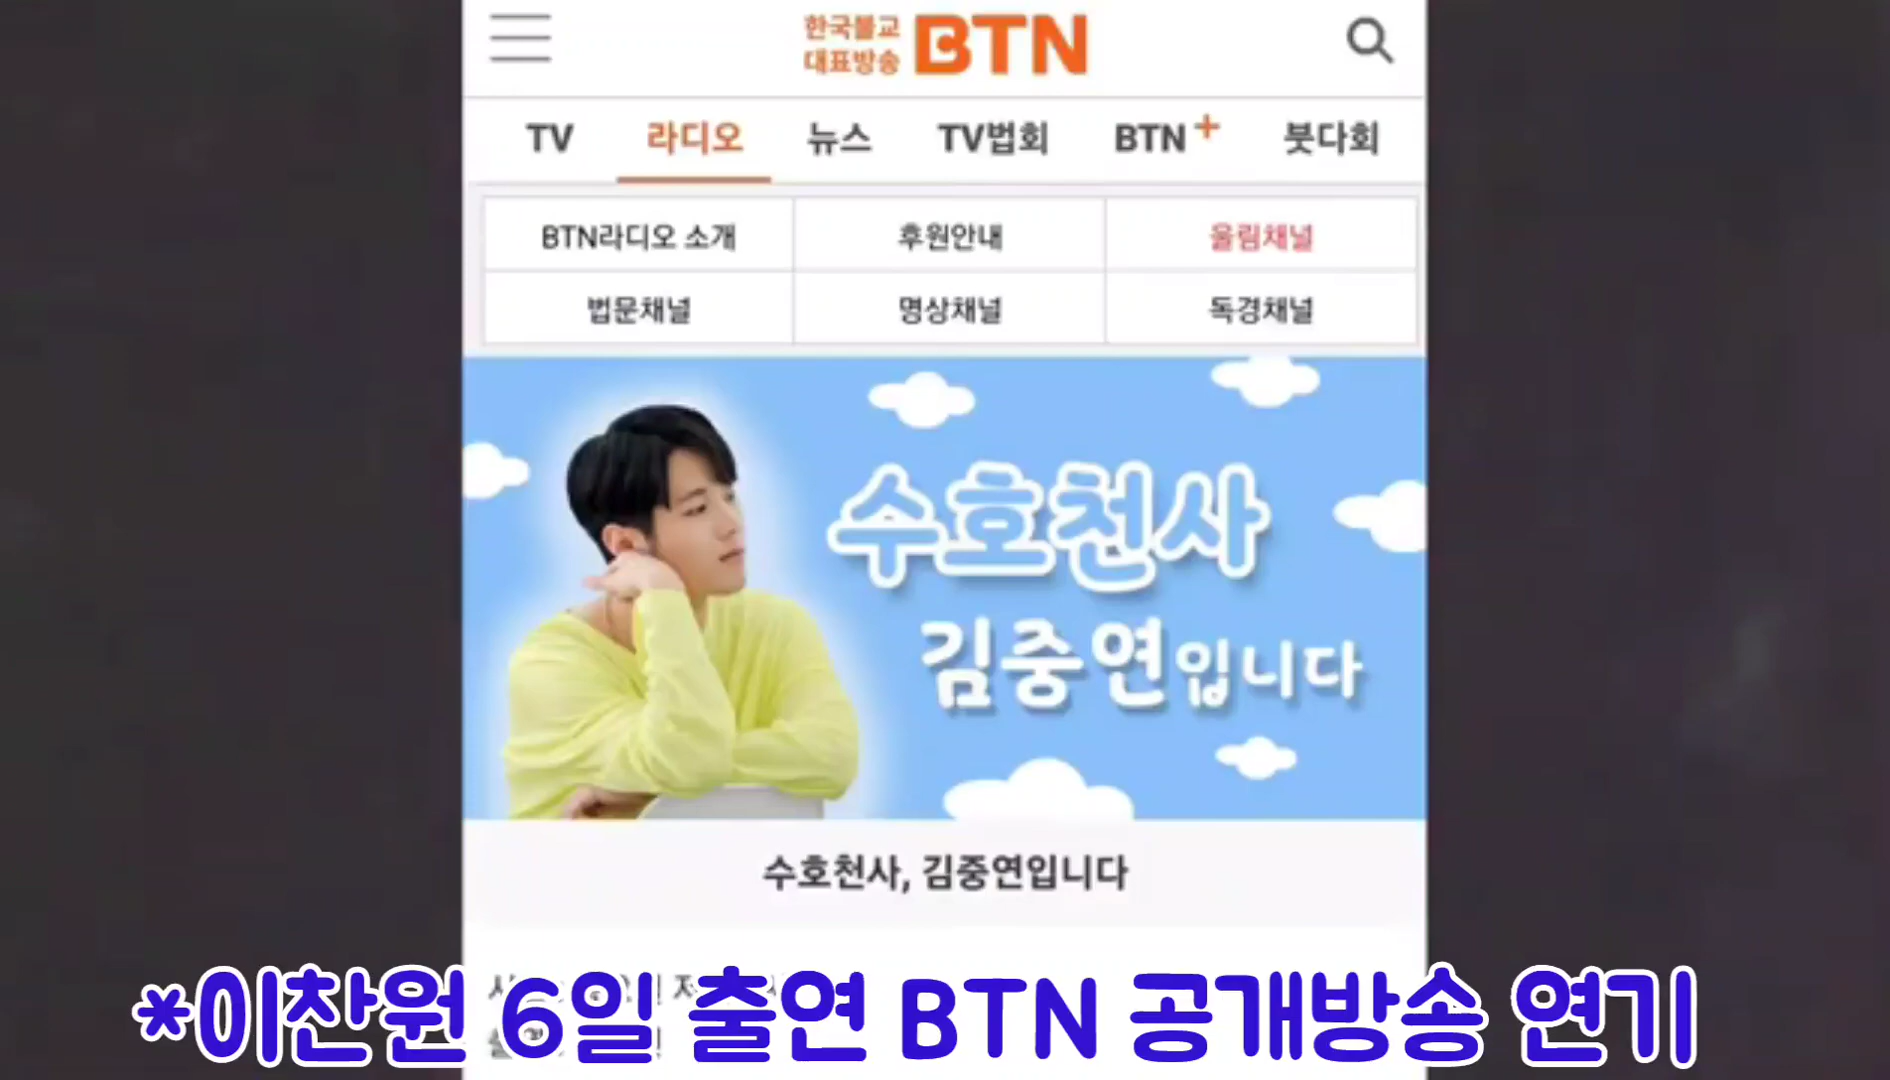 한국불교
대표방송 BTN
TV 라디오 뉴스 TV법회 BTN+ 붓다회
BTN라디오 소개 후원안내 울림채널
법문채널 명상채널 독경채널
수호천사
김중연입니다
수호천사, 김중연입니다
*이찬원 6일 출연 BTN 공개방송 연기